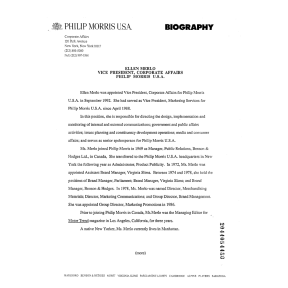 PHILIP MORRIS U.S.A.
BIOGRAPHY
Corporate Affairs
120 Park Avenue
New York, New York 10017
ELLEN MERLO
VICE PRESIDENT, CORPORATE AFFAIRS
PHILIP MORRIS U.S.A.
Ellen Merlo was appointed Vice President, Corporate Affairs for Philip Morris
U.S.A. in September 1992. She had served as Vice President, Marketing Services for
Philip Morris U.S.A. since April 1988.
In this position, she is responsible for directing the design, implementation and
monitoring of internal and external communications; government and public affairs
activities; issues planning and constituency development operations; media and consumer
affairs; and serves as senior spokesperson for Philip Morris U.S.A.
Ms. Merlo joined Philip Morris in 1969 as Manager, Public Relations, Benson &
Hedges Ltd., in Canada. She transferred to the Philip Morris U.S.A. headquarters in New
York the following year as Administrator, Product Publicity. In 1972, Ms. Merlo was
appointed Assistant Brand Manager, Virginia Slims. Between 1974 and 1978, she held the
positions of Brand Manager, Parliament, Brand Manager, Virginia Slims, and Brand
Manager, Benson & Hedges. In 1978, Ms. Merlo was named Director, Merchandising
Materials, Director, Marketing Communications, and Group Director, Brand Management.
She was appointed Group Director, Marketing Promotions in 1986.
Prior to joining Philip Morris in Canada, Ms. Merlo was the Managing Editor for
Motor Trend magazine in Los Angeles, California, for three years.
A native New Yorker, Ms. Merlo currently lives in Manhattan.
(more)